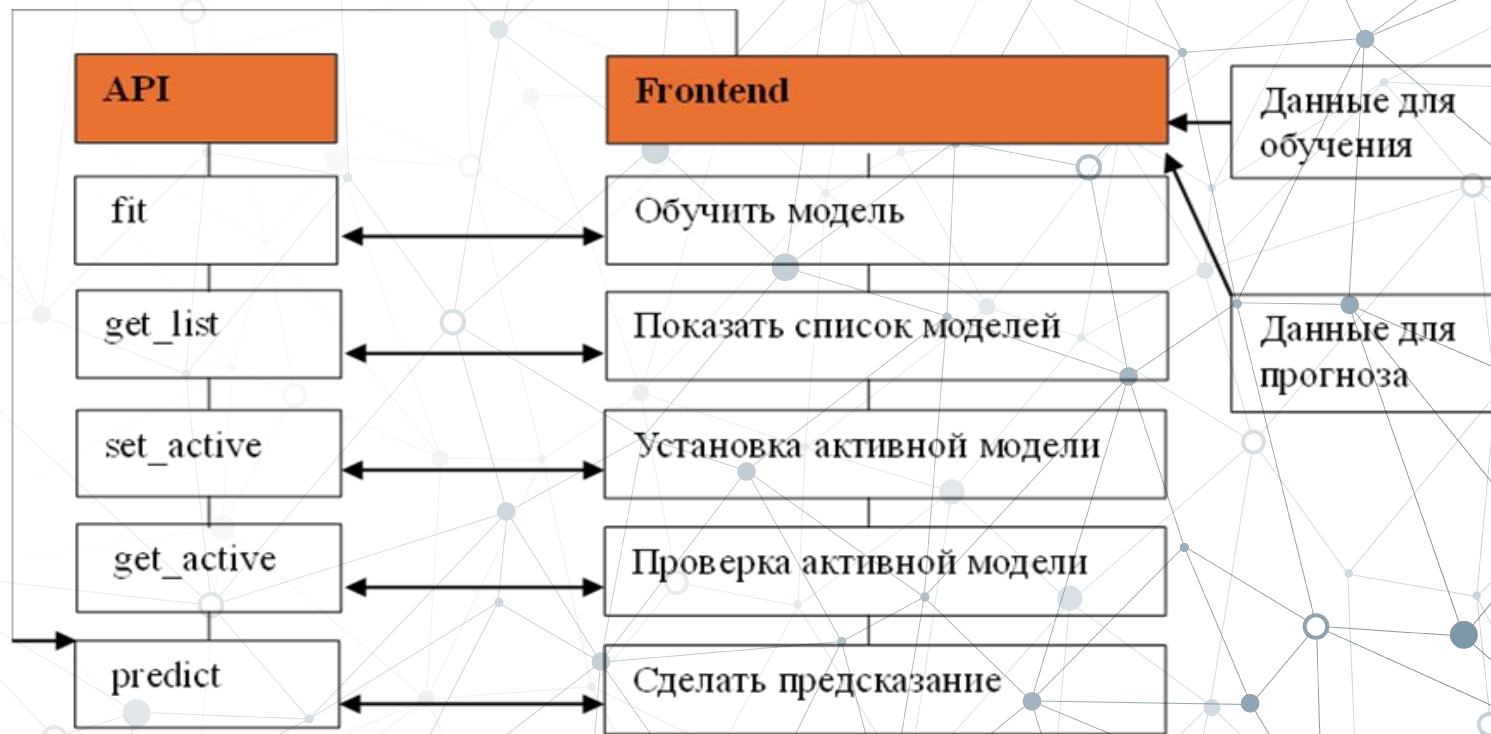 API
Frontend
Данные для
обучения
fit
Обучить модель
get_list
Показать список моделей
Данные для
прогноза
set_active
Установка активной модели
get_active
Проверка активной модели
predict
Сделать предсказание